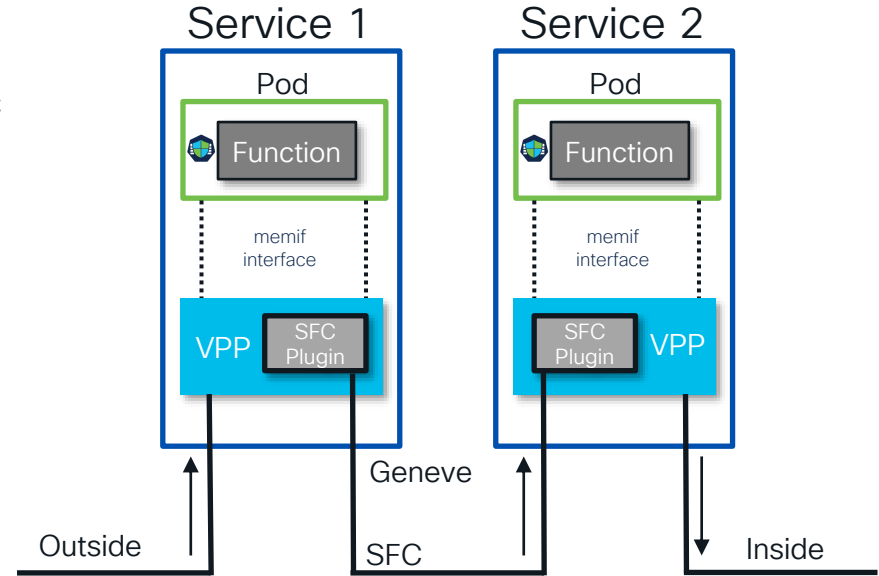 Service 1
Service 2
Pod
Pod
Function
Function
memif
interface
memif
interface
VPP
SFC
Plugin
SFC
Plugin
VPP
Geneve
Outside
SFC
Inside